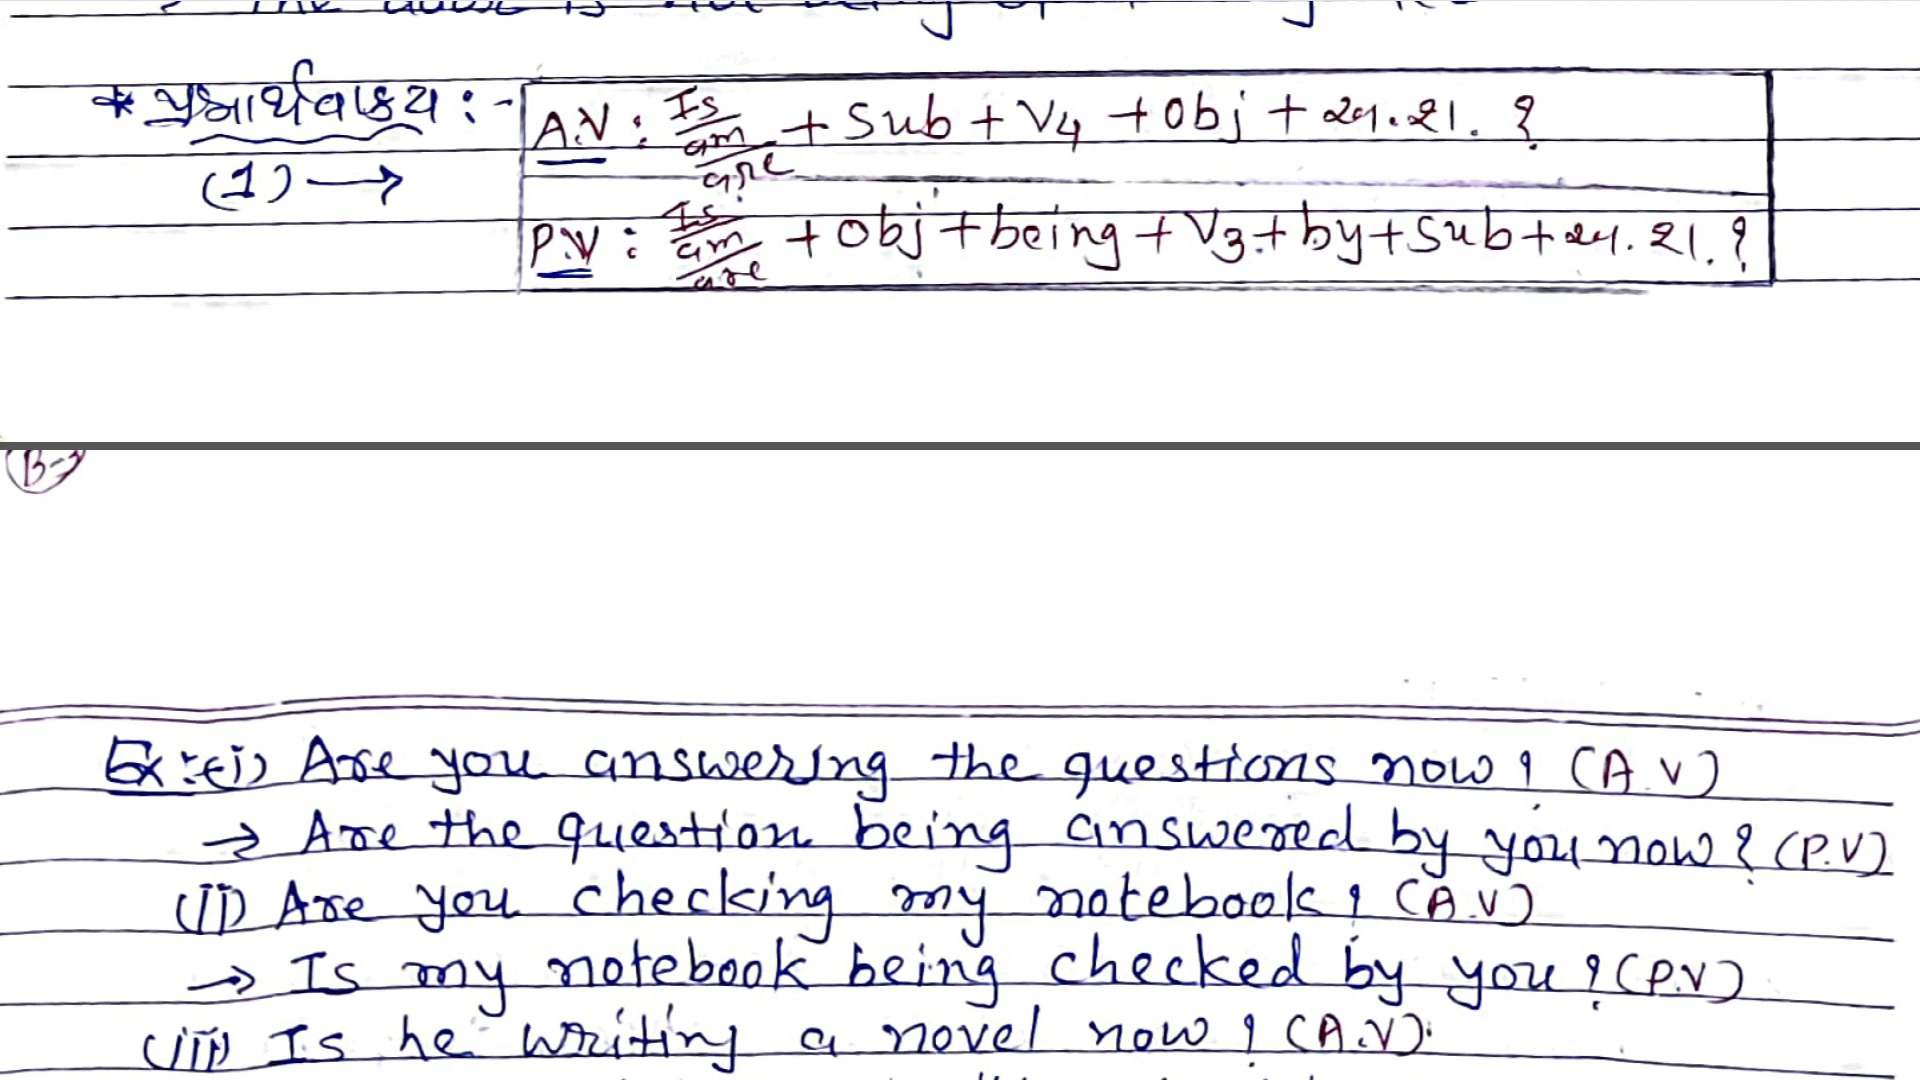 * પ્રશ્નાર્થવાક્ય :-
(1) →
A.V : Is/am/are + Sub + V4 + Obj + અ.શ. ?
P.V : Is/am/are + Obj + being + V3 + by + Sub + અ.શ. ?
Ex :- (i) Are you answering the questions now ? (A.V)
→ Are the question being answered by you now ? (P.V)
(ii) Are you checking my notebook ? (A.V)
→ Is my notebook being checked by you ? (P.V)
(iii) Is he writing a novel now ? (A.V)